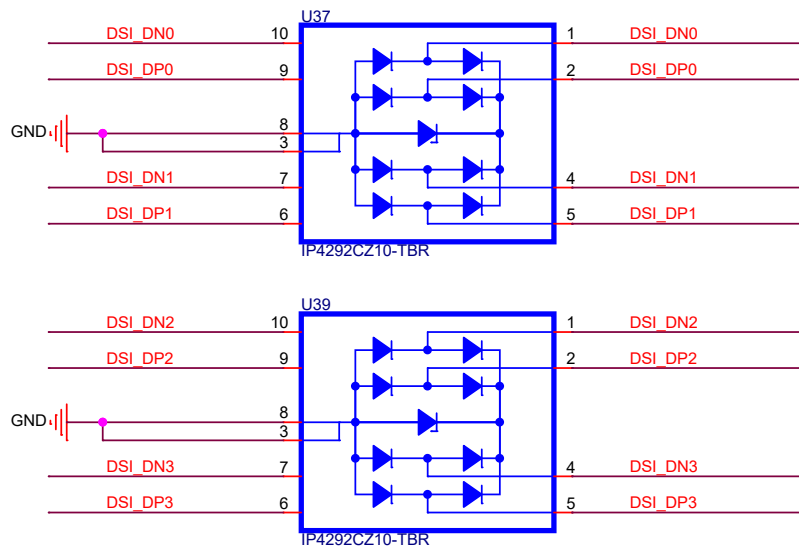 U37
DSI_DN0 10 1 DSI_DN0
DSI_DP0 9 2 DSI_DP0
GND 8
3
DSI_DN1 7 4 DSI_DN1
DSI_DP1 6 5 DSI_DP1
IP4292CZ10-TBR
U39
DSI_DN2 10 1 DSI_DN2
DSI_DP2 9 2 DSI_DP2
GND 8
3
DSI_DN3 7 4 DSI_DN3
DSI_DP3 6 5 DSI_DP3
IP4292CZ10-TBR